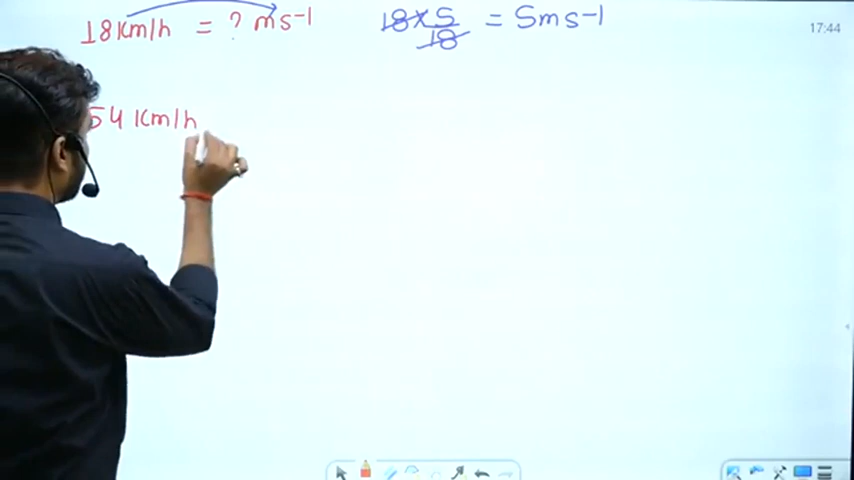 18 Km/h = ? ms-1
18 × 5/18 = 5ms-1
17:44
54 Km/h